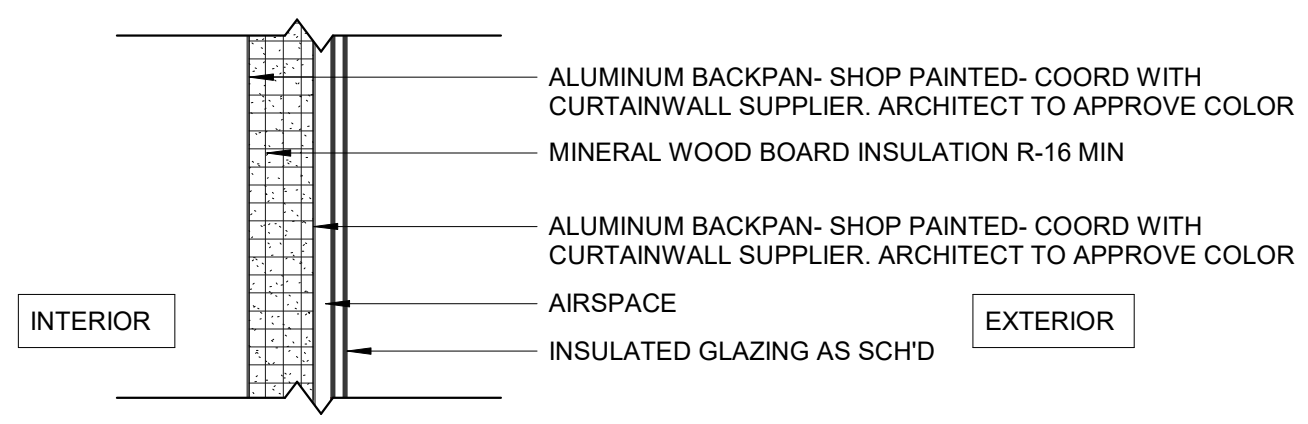 ALUMINUM BACKPAN- SHOP PAINTED- COORD WITH
CURTAINWALL SUPPLIER. ARCHITECT TO APPROVE COLOR
MINERAL WOOD BOARD INSULATION R-16 MIN
ALUMINUM BACKPAN- SHOP PAINTED- COORD WITH
CURTAINWALL SUPPLIER. ARCHITECT TO APPROVE COLOR
AIRSPACE
INTERIOR
EXTERIOR
INSULATED GLAZING AS SCH'D